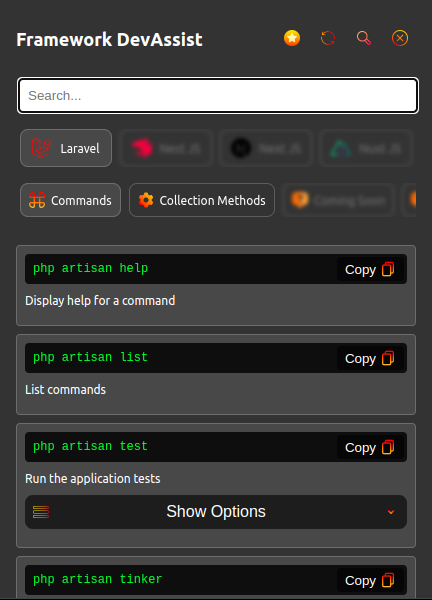 Framework DevAssist
Search...
Laravel
Nest JS
Next JS
Nuxt JS
Commands
Collection Methods
Coming Soon
php artisan help
Copy
Display help for a command
php artisan list
Copy
List commands
php artisan test
Copy
Run the application tests
Show Options
php artisan tinker
Copy